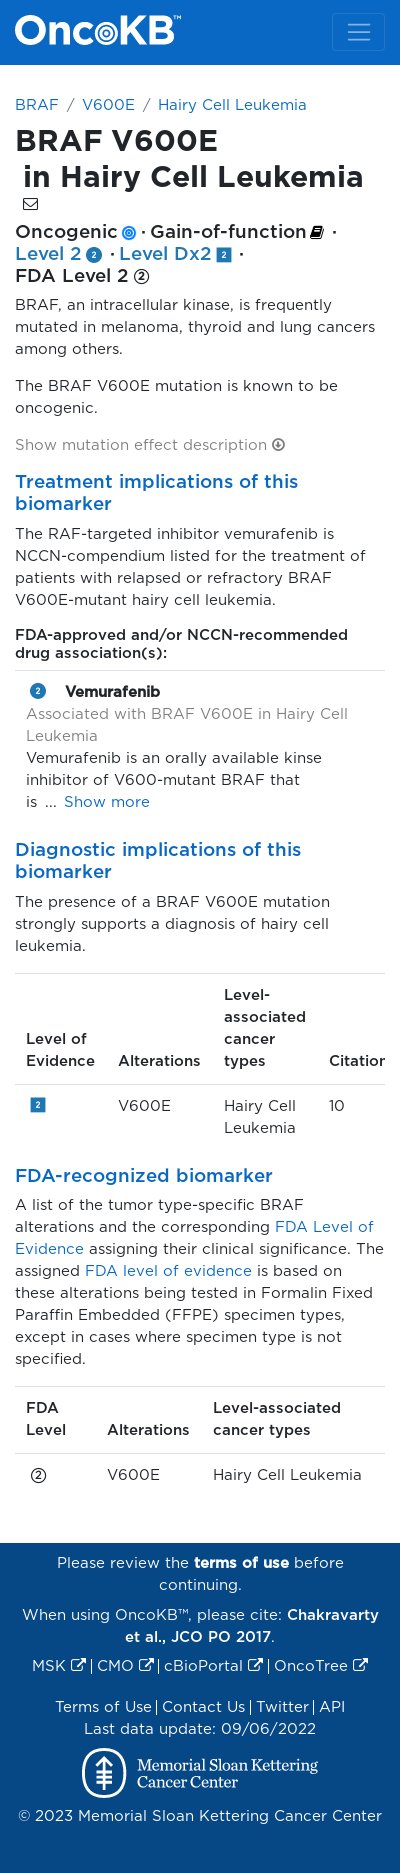 OncoKB™
BRAF / V600E / Hairy Cell Leukemia
BRAF V600E
in Hairy Cell Leukemia
Oncogenic · Gain-of-function ·
Level 2 2 · Level Dx2 2 ·
FDA Level 2 2
BRAF, an intracellular kinase, is frequently
mutated in melanoma, thyroid and lung cancers
among others.
The BRAF V600E mutation is known to be
oncogenic.
Show mutation effect description
Treatment implications of this
biomarker
The RAF-targeted inhibitor vemurafenib is
NCCN-compendium listed for the treatment of
patients with relapsed or refractory BRAF
V600E-mutant hairy cell leukemia.
FDA-approved and/or NCCN-recommended
drug association(s):
2 Vemurafenib
Associated with BRAF V600E in Hairy Cell
Leukemia
Vemurafenib is an orally available kinse
inhibitor of V600-mutant BRAF that
is ... Show more
Diagnostic implications of this
biomarker
The presence of a BRAF V600E mutation
strongly supports a diagnosis of hairy cell
leukemia.
Level-
associated
Level of cancer
Evidence Alterations types Citation
2 V600E Hairy Cell 10
Leukemia
FDA-recognized biomarker
A list of the tumor type-specific BRAF
alterations and the corresponding FDA Level of
Evidence assigning their clinical significance. The
assigned FDA level of evidence is based on
these alterations being tested in Formalin Fixed
Paraffin Embedded (FFPE) specimen types,
except in cases where specimen type is not
specified.
FDA Level-associated
Level Alterations cancer types
2 V600E Hairy Cell Leukemia
Please review the terms of use before
continuing.
When using OncoKB™, please cite: Chakravarty
et al., JCO PO 2017.
MSK | CMO | cBioPortal | OncoTree
Terms of Use | Contact Us | Twitter | API
Last data update: 09/06/2022
Memorial Sloan Kettering
Cancer Center
© 2023 Memorial Sloan Kettering Cancer Center